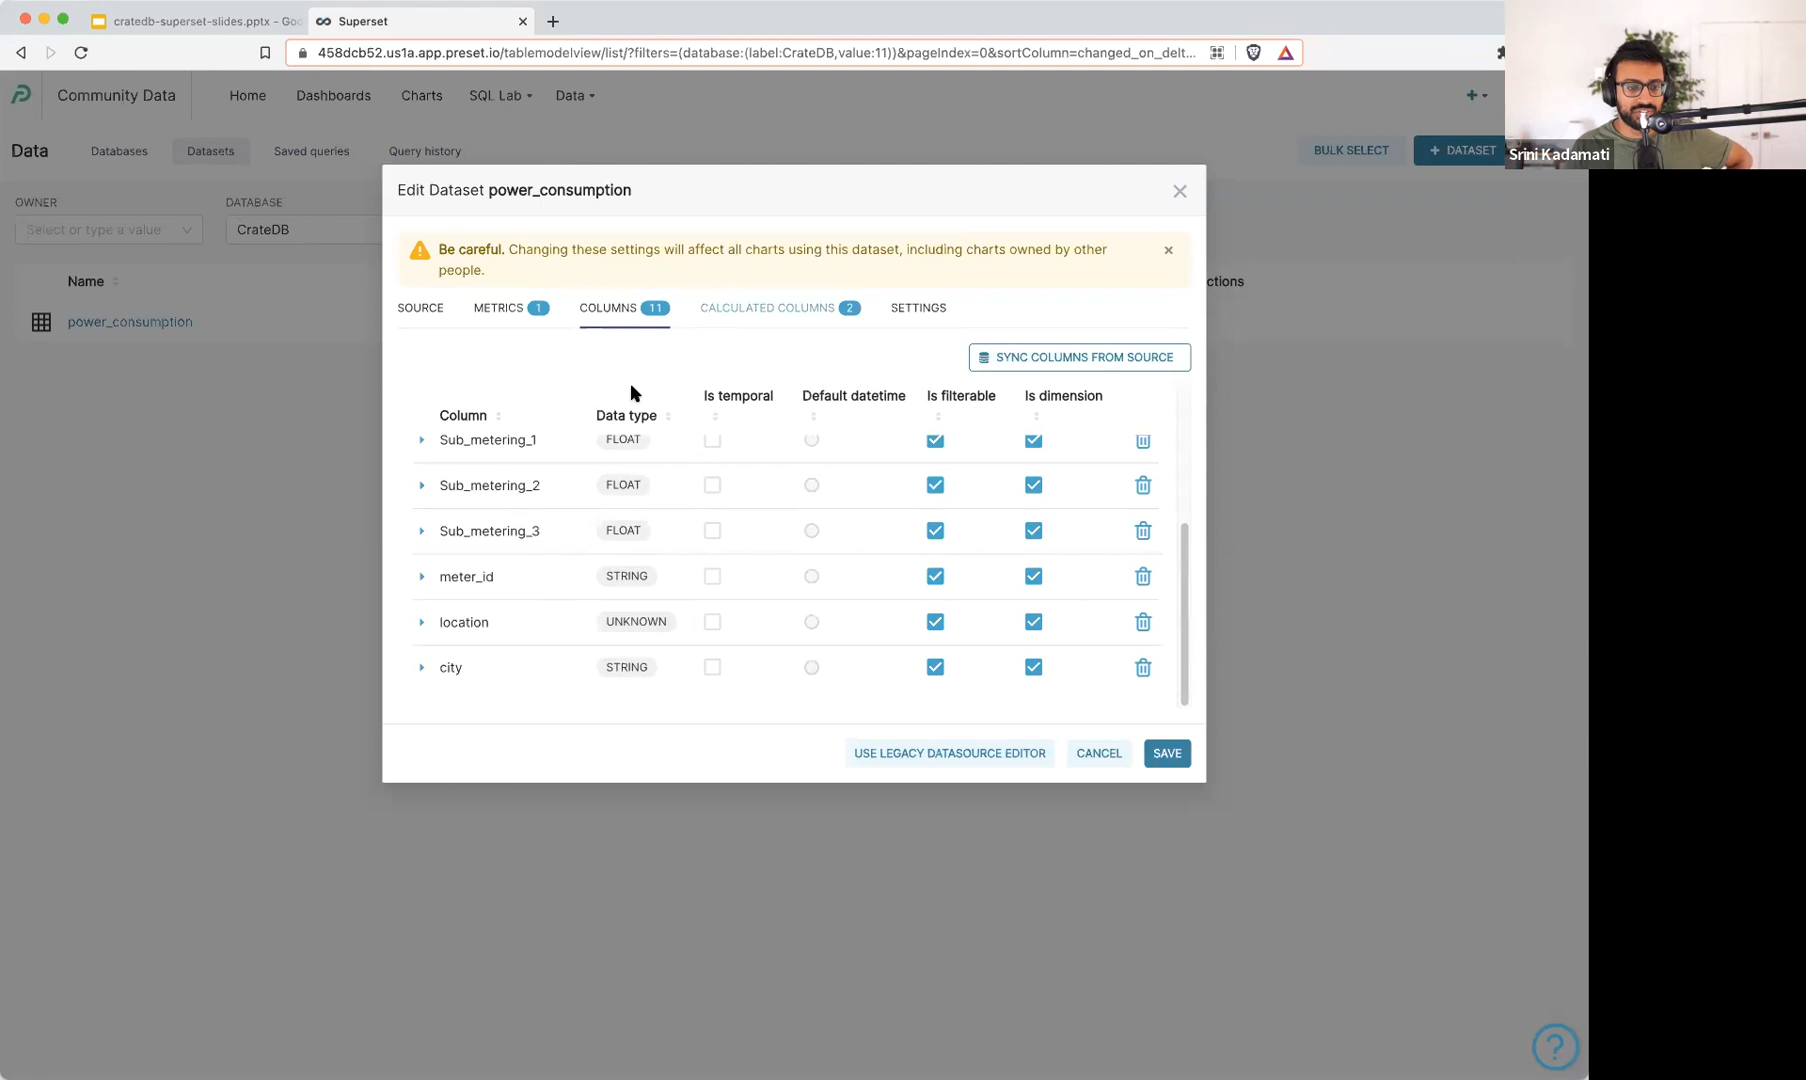 cratedb-superset-slides.pptx - Goo
Superset
458dcb52.us1a.app.preset.io/tablemodelview/list/?filters=(database:(label:CrateDB,value:11))&pageIndex=0&sortColumn=changed_on_delt...
Community Data
Home
Dashboards
Charts
SQL Lab
Data
Srini Kadamati
Data
Databases
Datasets
Saved queries
Query history
BULK SELECT
+ DATASET
Edit Dataset power_consumption
OWNER
DATABASE
Select or type a value
CrateDB
Be careful. Changing these settings will affect all charts using this dataset, including charts owned by other
people.
Name
ctions
SOURCE
METRICS 1
COLUMNS 11
CALCULATED COLUMNS 2
SETTINGS
power_consumption
SYNC COLUMNS FROM SOURCE
Column
Data type
Is temporal
Default datetime
Is filterable
Is dimension
Sub_metering_1 FLOAT
Sub_metering_2 FLOAT
Sub_metering_3 FLOAT
meter_id STRING
location UNKNOWN
city STRING
USE LEGACY DATASOURCE EDITOR
CANCEL
SAVE
?